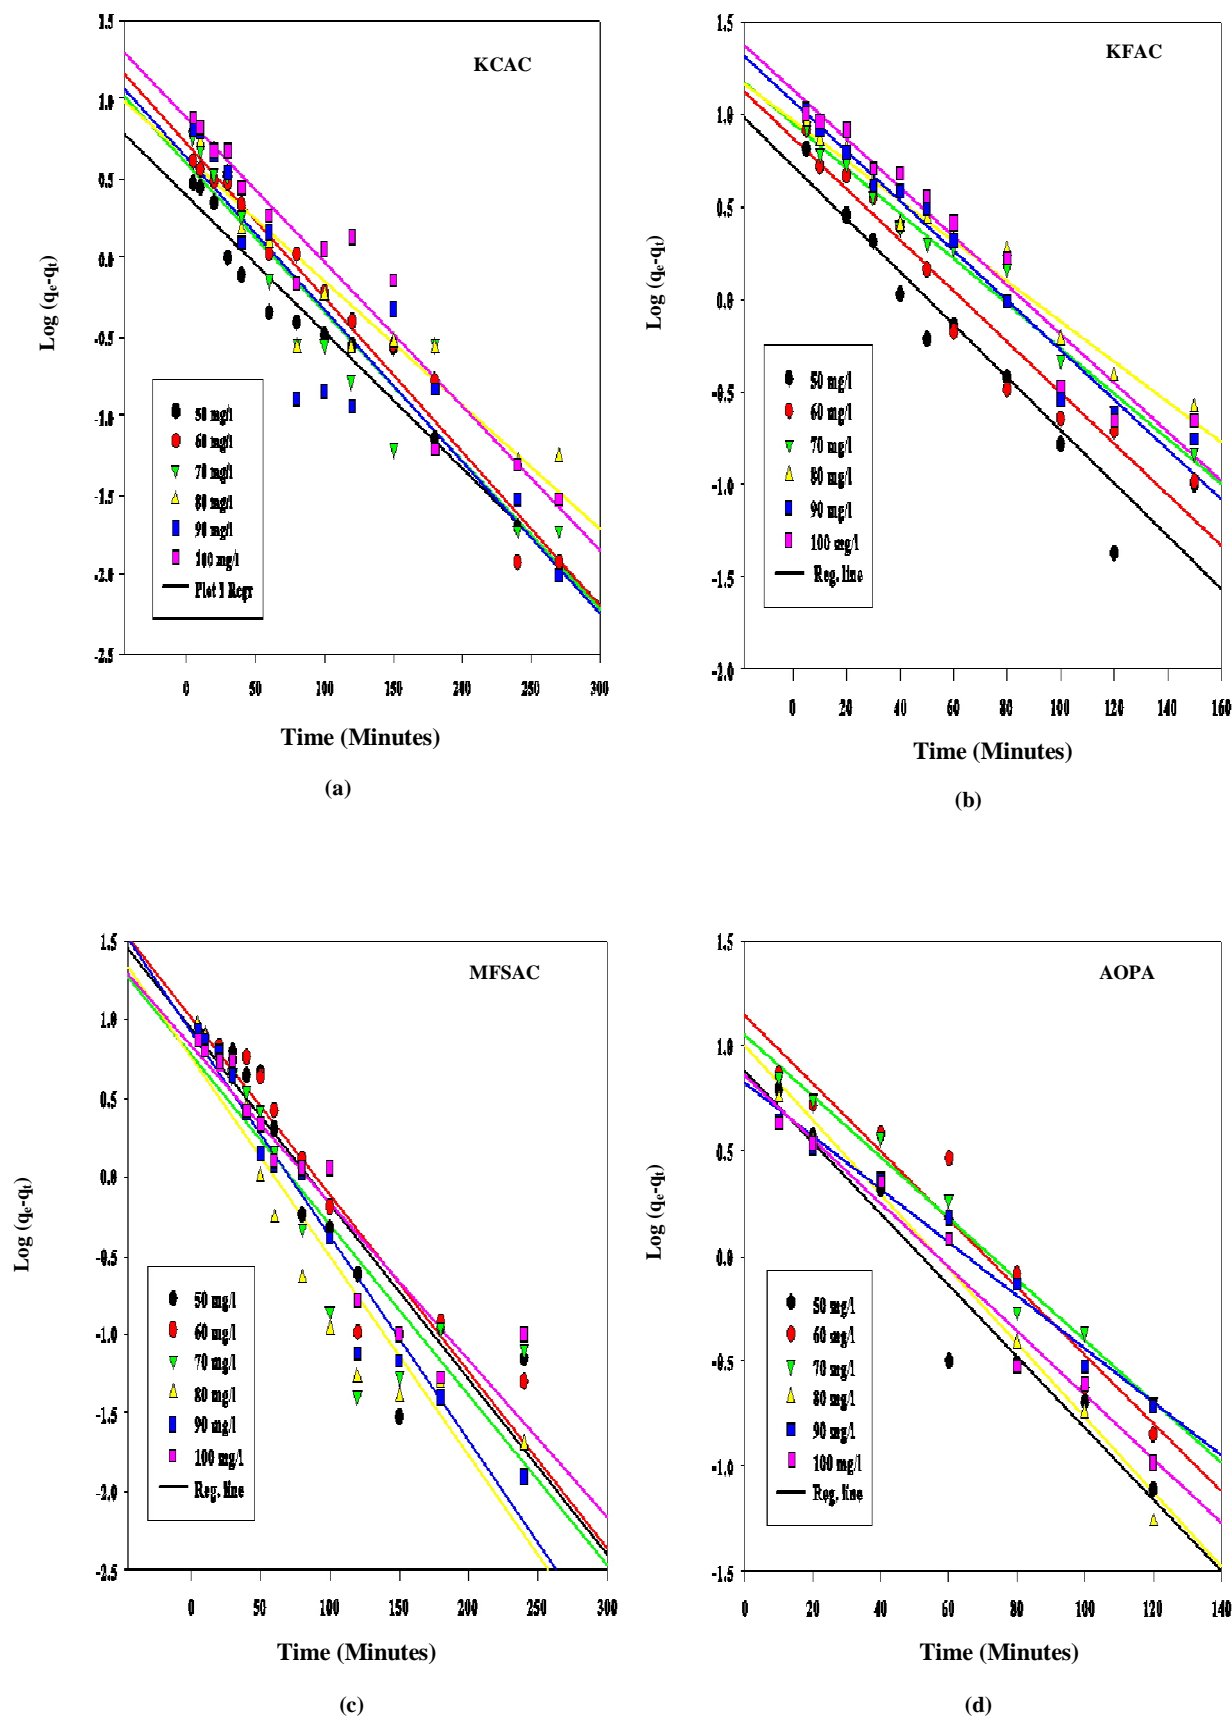 KCAC
Log (qe-qt)
1.5
1.0
0.5
0.0
-0.5
-1.0
-1.5
-2.0
-2.5
50 mg/l
60 mg/l
70 mg/l
80 mg/l
90 mg/l
100 mg/l
Plot 1 Regr
0 50 100 150 200 250 300
Time (Minutes)
(a)
KFAC
Log (qe-qt)
1.5
1.0
0.5
0.0
-0.5
-1.0
-1.5
-2.0
50 mg/l
60 mg/l
70 mg/l
80 mg/l
90 mg/l
100 mg/l
Reg. line
0 20 40 60 80 100 120 140 160
Time (Minutes)
(b)
MFSAC
Log (qe-qt)
1.5
1.0
0.5
0.0
-0.5
-1.0
-1.5
-2.0
-2.5
50 mg/l
60 mg/l
70 mg/l
80 mg/l
90 mg/l
100 mg/l
Reg. line
0 50 100 150 200 250 300
Time (Minutes)
(c)
AOPA
Log (qe-qt)
1.5
1.0
0.5
0.0
-0.5
-1.0
-1.5
50 mg/l
60 mg/l
70 mg/l
80 mg/l
90 mg/l
100 mg/l
Reg. line
0 20 40 60 80 100 120 140
Time (Minutes)
(d)